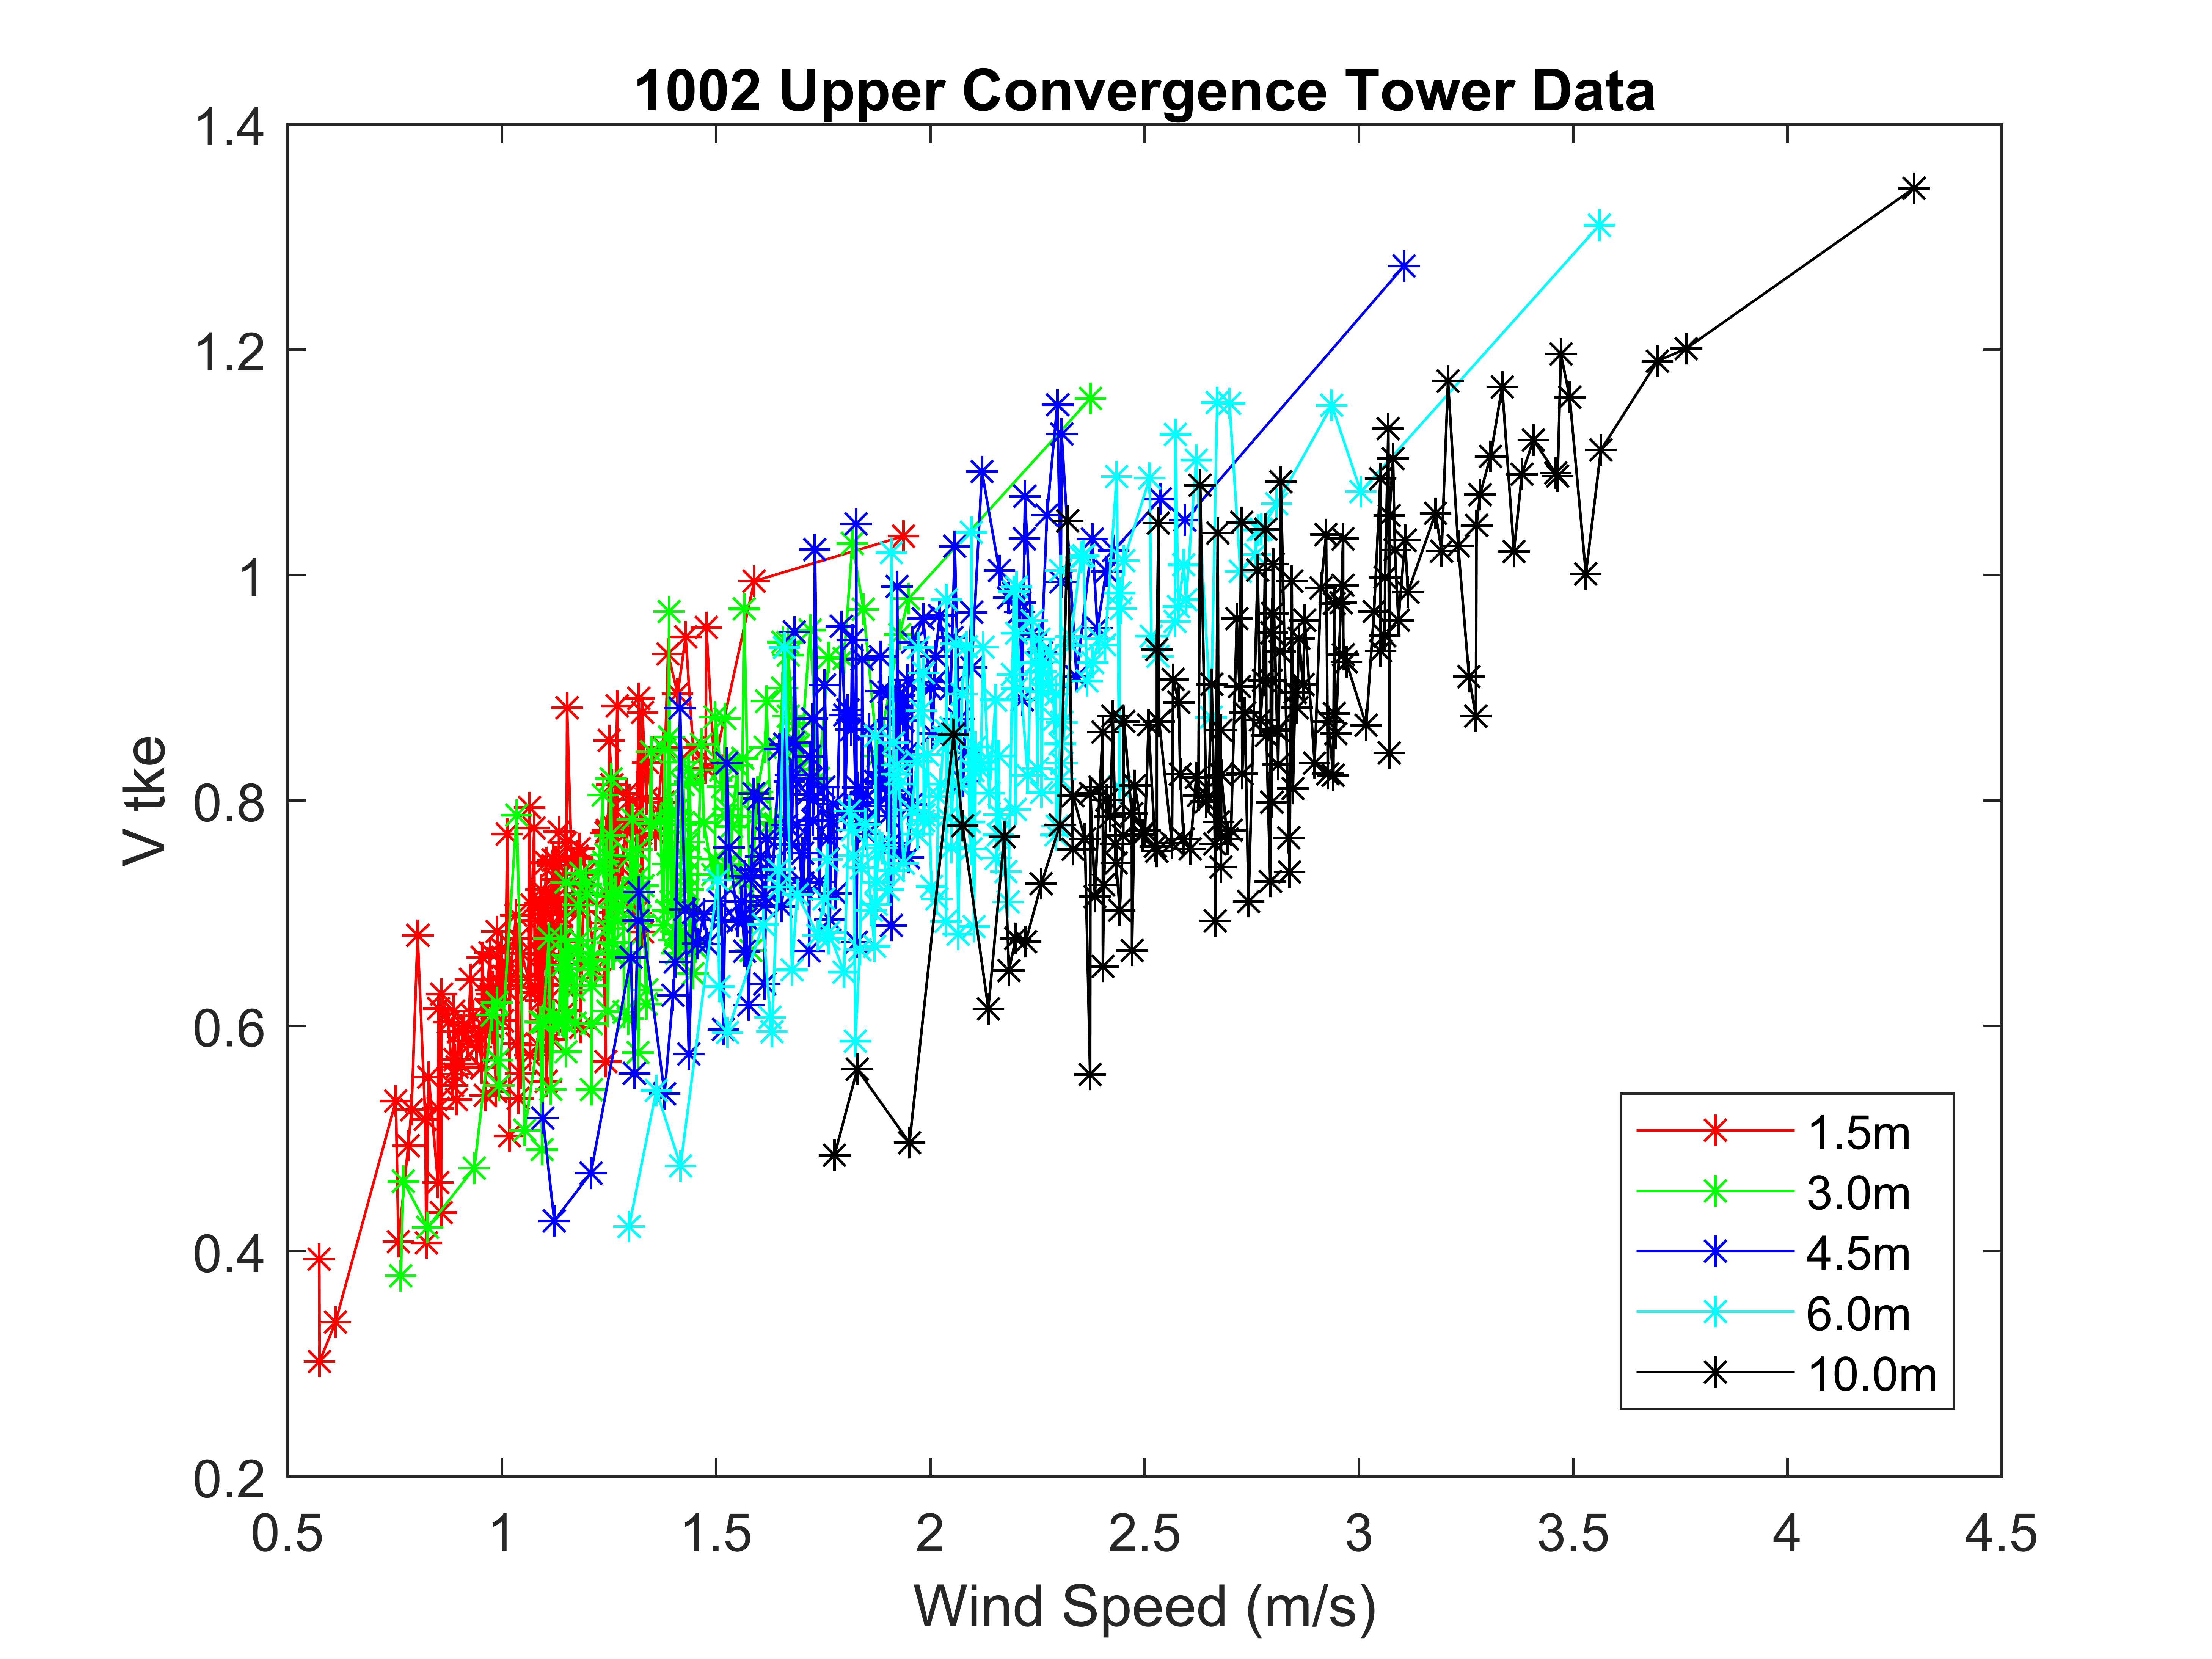 1002 Upper Convergence Tower Data
1.4
1.2
1
0.8
0.6
0.4
0.2
V tke
0.5 1 1.5 2 2.5 3 3.5 4 4.5
Wind Speed (m/s)
1.5m
3.0m
4.5m
6.0m
10.0m